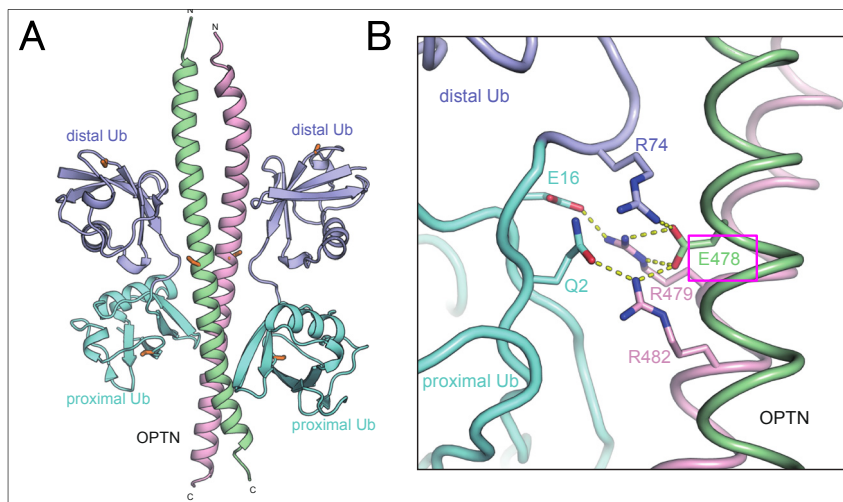 A
N
N
distal Ub
distal Ub
proximal Ub
proximal Ub
OPTN
C
C
B
distal Ub
R74
E16
E478
Q2
R479
R482
proximal Ub
OPTN